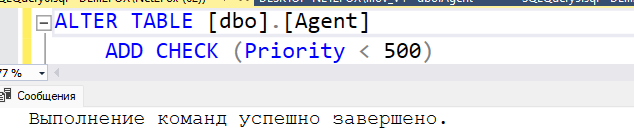 ALTER TABLE [dbo].[Agent]
ADD CHECK (Priority < 500)
77 %
Сообщения
Выполнение команд успешно завершено.